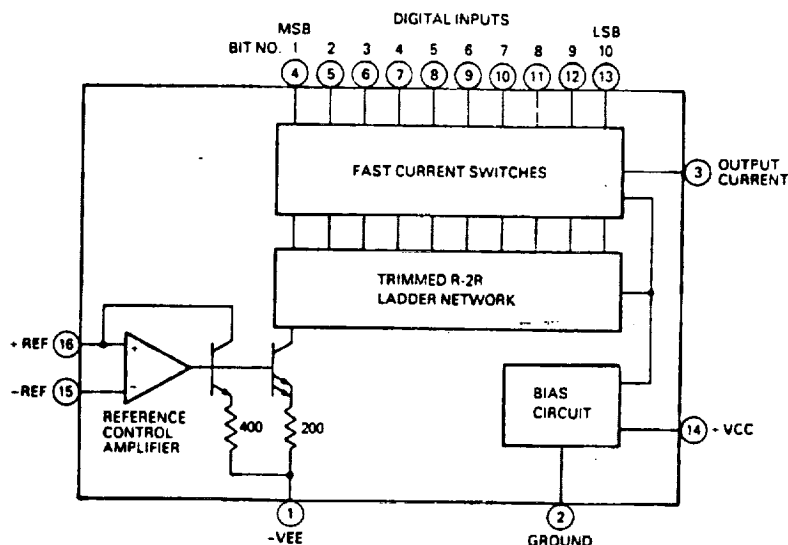 DIGITAL INPUTS
MSB LSB
BIT NO. 1 2 3 4 5 6 7 8 9 10
4 5 6 7 8 9 10 11 12 13
FAST CURRENT SWITCHES
3 OUTPUT
CURRENT
TRIMMED R-2R
LADDER NETWORK
+ REF 16
+
−REF 15
−
REFERENCE
CONTROL
AMPLIFIER
400 200
BIAS
CIRCUIT
14 + VCC
1 2
-VEE GROUND